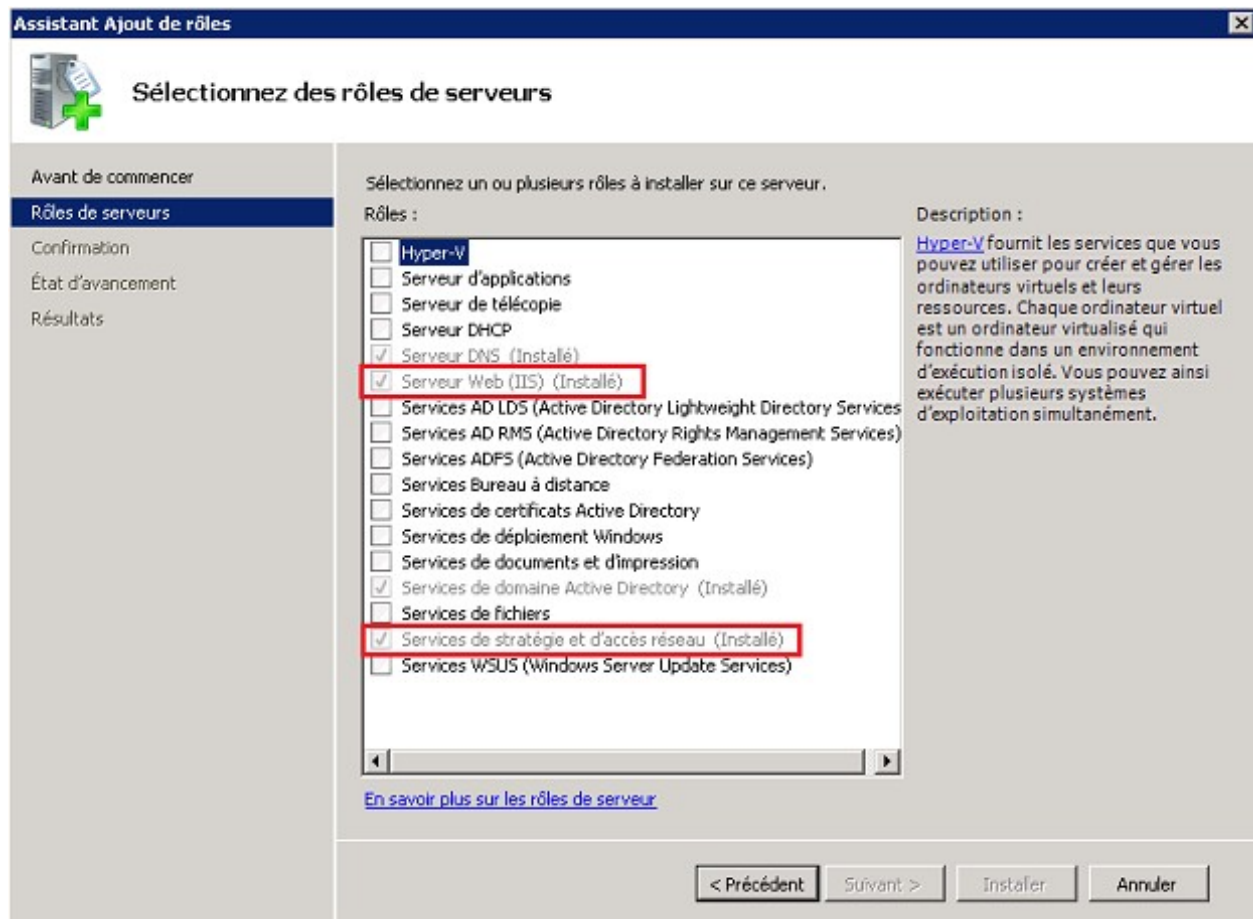 Assistant Ajout de rôles
Sélectionnez des rôles de serveurs
Avant de commencer
Rôles de serveurs
Confirmation
État d'avancement
Résultats
Sélectionnez un ou plusieurs rôles à installer sur ce serveur.
Rôles :
Hyper-V
Serveur d'applications
Serveur de télécopie
Serveur DHCP
Serveur DNS (Installé)
Serveur Web (IIS) (Installé)
Services AD LDS (Active Directory Lightweight Directory Services
Services AD RMS (Active Directory Rights Management Services)
Services ADFS (Active Directory Federation Services)
Services Bureau à distance
Services de certificats Active Directory
Services de déploiement Windows
Services de documents et d'impression
Services de domaine Active Directory (Installé)
Services de fichiers
Services de stratégie et d'accès réseau (Installé)
Services WSUS (Windows Server Update Services)
En savoir plus sur les rôles de serveur
Description :
Hyper-V fournit les services que vous
pouvez utiliser pour créer et gérer les
ordinateurs virtuels et leurs
ressources. Chaque ordinateur virtuel
est un ordinateur virtualisé qui
fonctionne dans un environnement
d'exécution isolé. Vous pouvez ainsi
exécuter plusieurs systèmes
d'exploitation simultanément.
< Précédent
Suivant >
Installer
Annuler